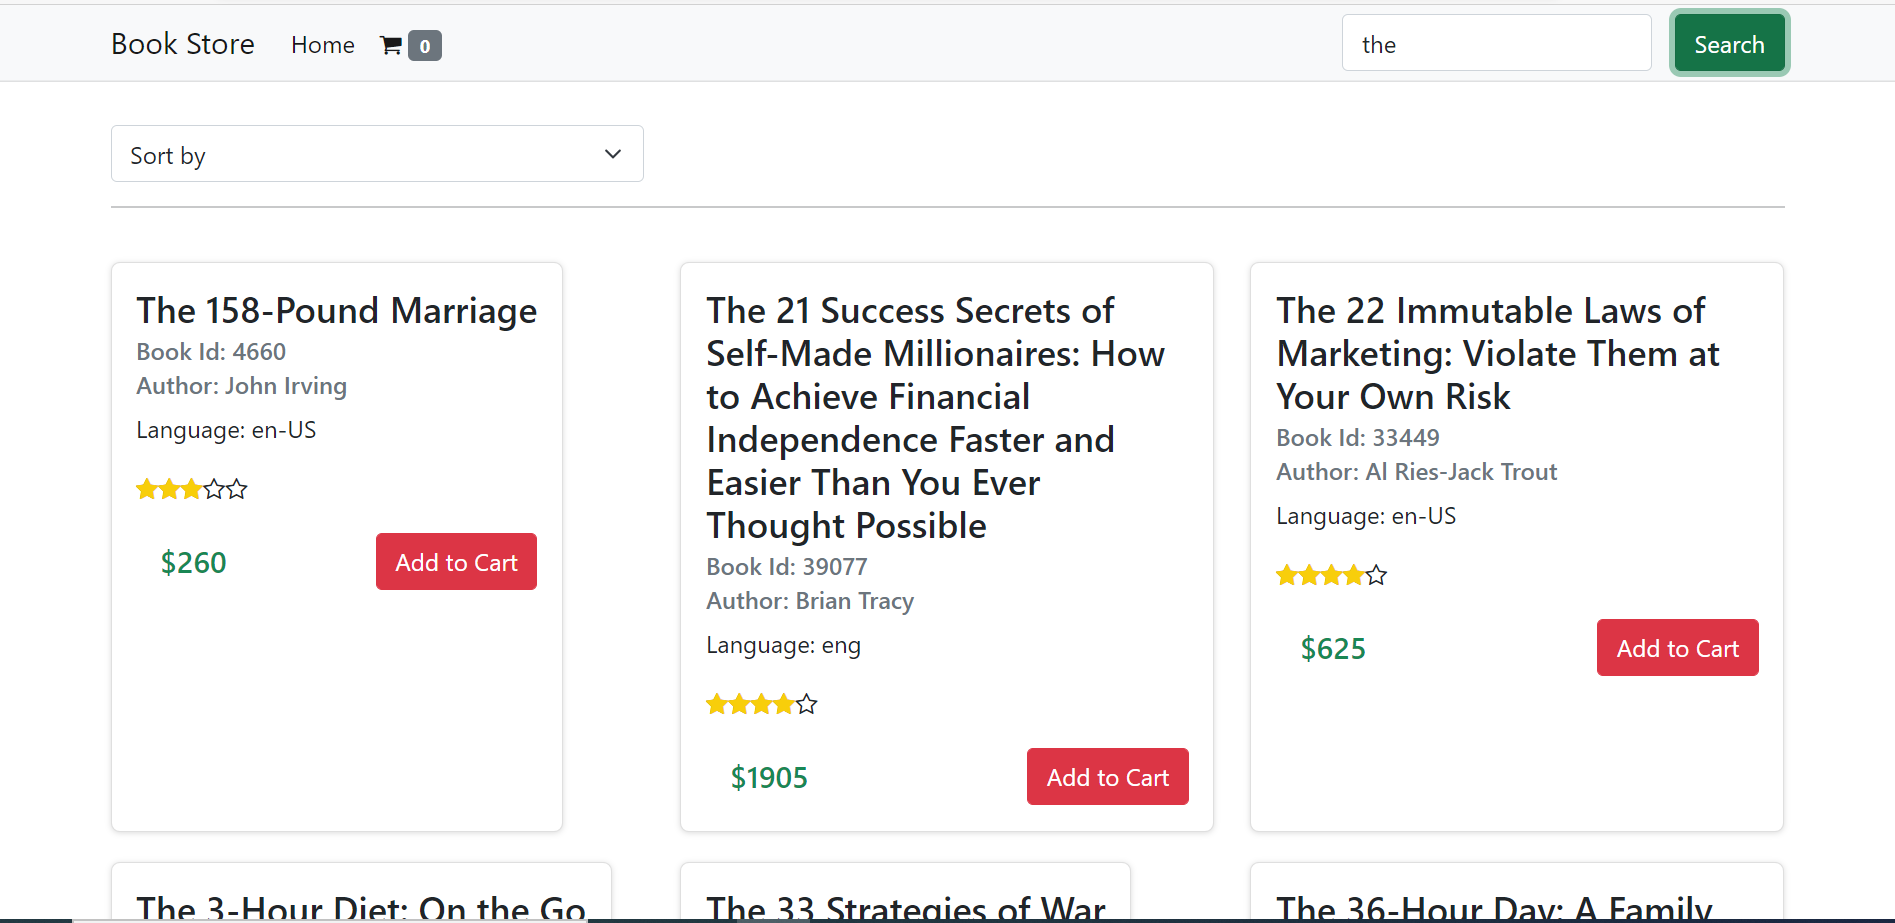 Book Store Home 0 the Search
Sort by
The 158-Pound Marriage
Book Id: 4660
Author: John Irving
Language: en-US
$260 Add to Cart
The 21 Success Secrets of
Self-Made Millionaires: How
to Achieve Financial
Independence Faster and
Easier Than You Ever
Thought Possible
Book Id: 39077
Author: Brian Tracy
Language: eng
$1905 Add to Cart
The 22 Immutable Laws of
Marketing: Violate Them at
Your Own Risk
Book Id: 33449
Author: Al Ries-Jack Trout
Language: en-US
$625 Add to Cart
The 3-Hour Diet: On the Go
The 33 Strategies of War
The 36-Hour Day: A Family